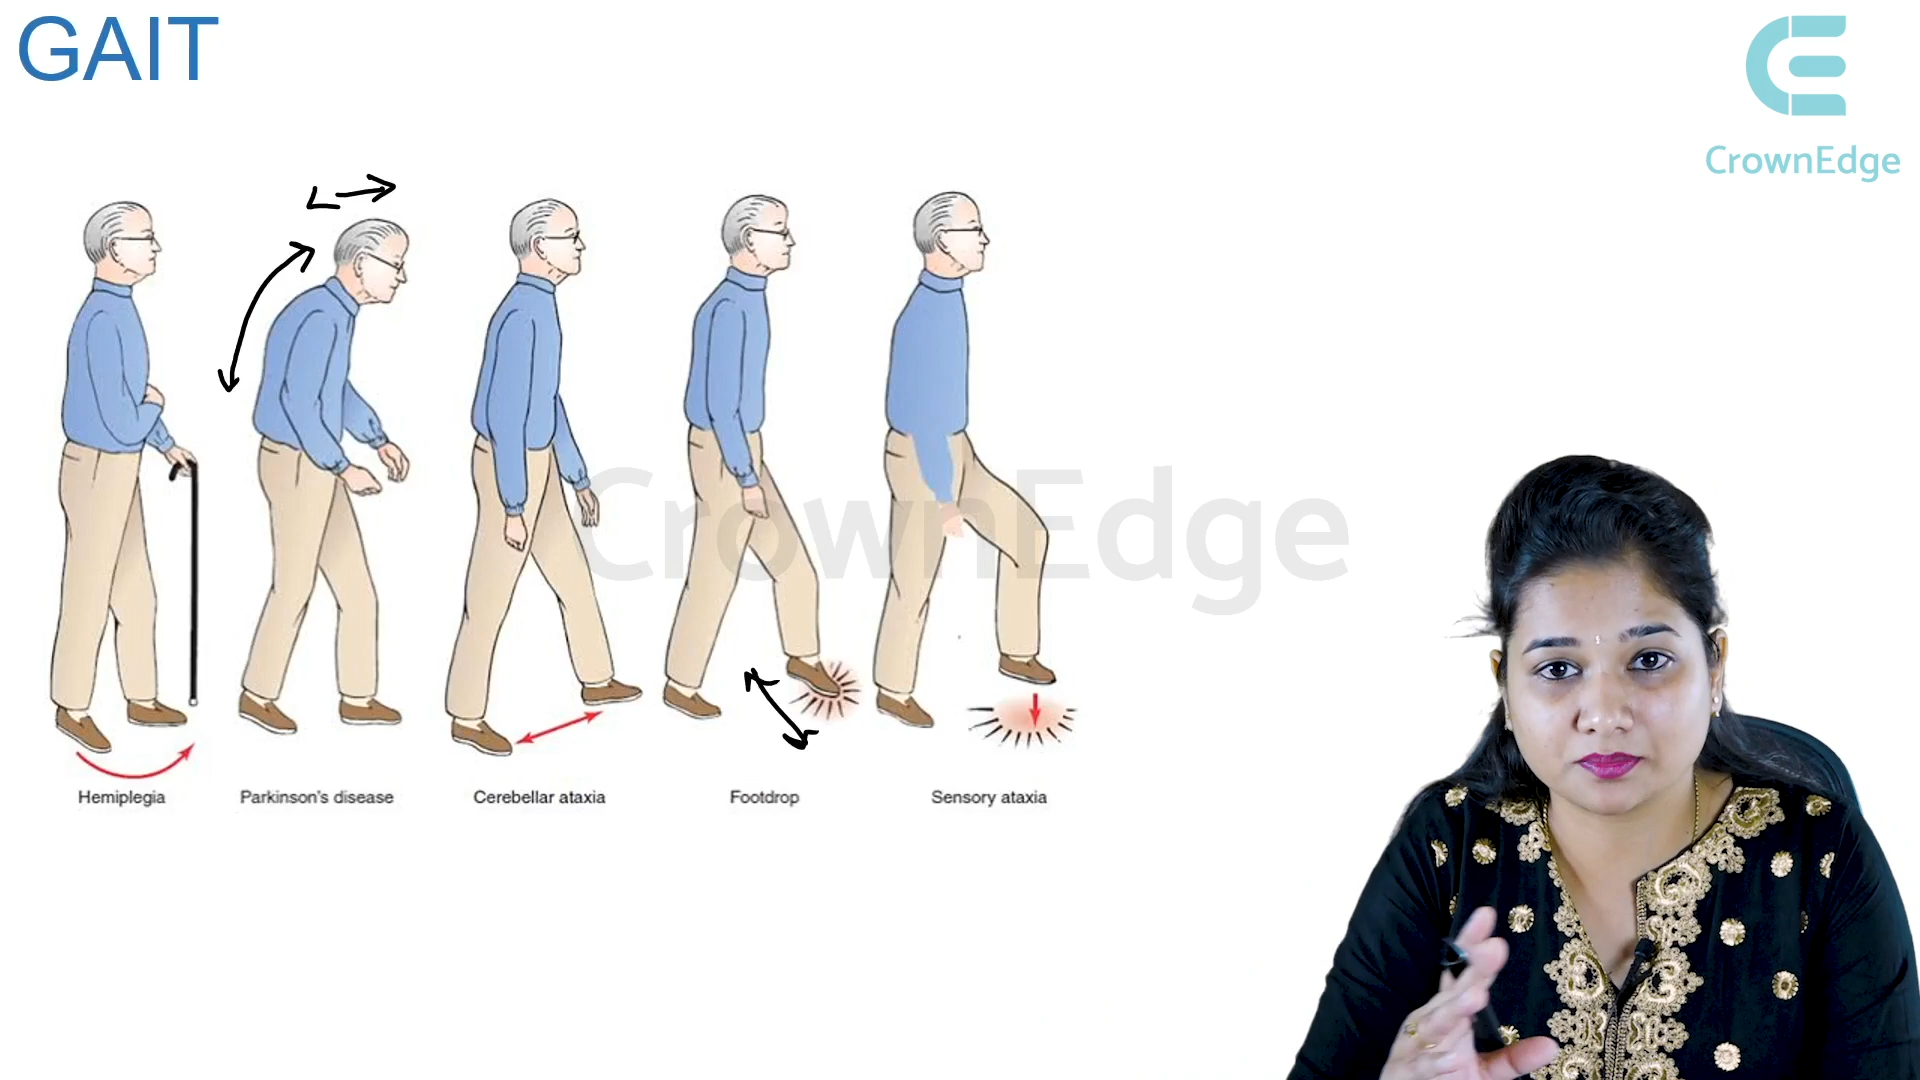 GAIT
CrownEdge
CrownEdge
Hemiplegia
Parkinson's disease
Cerebellar ataxia
Footdrop
Sensory ataxia